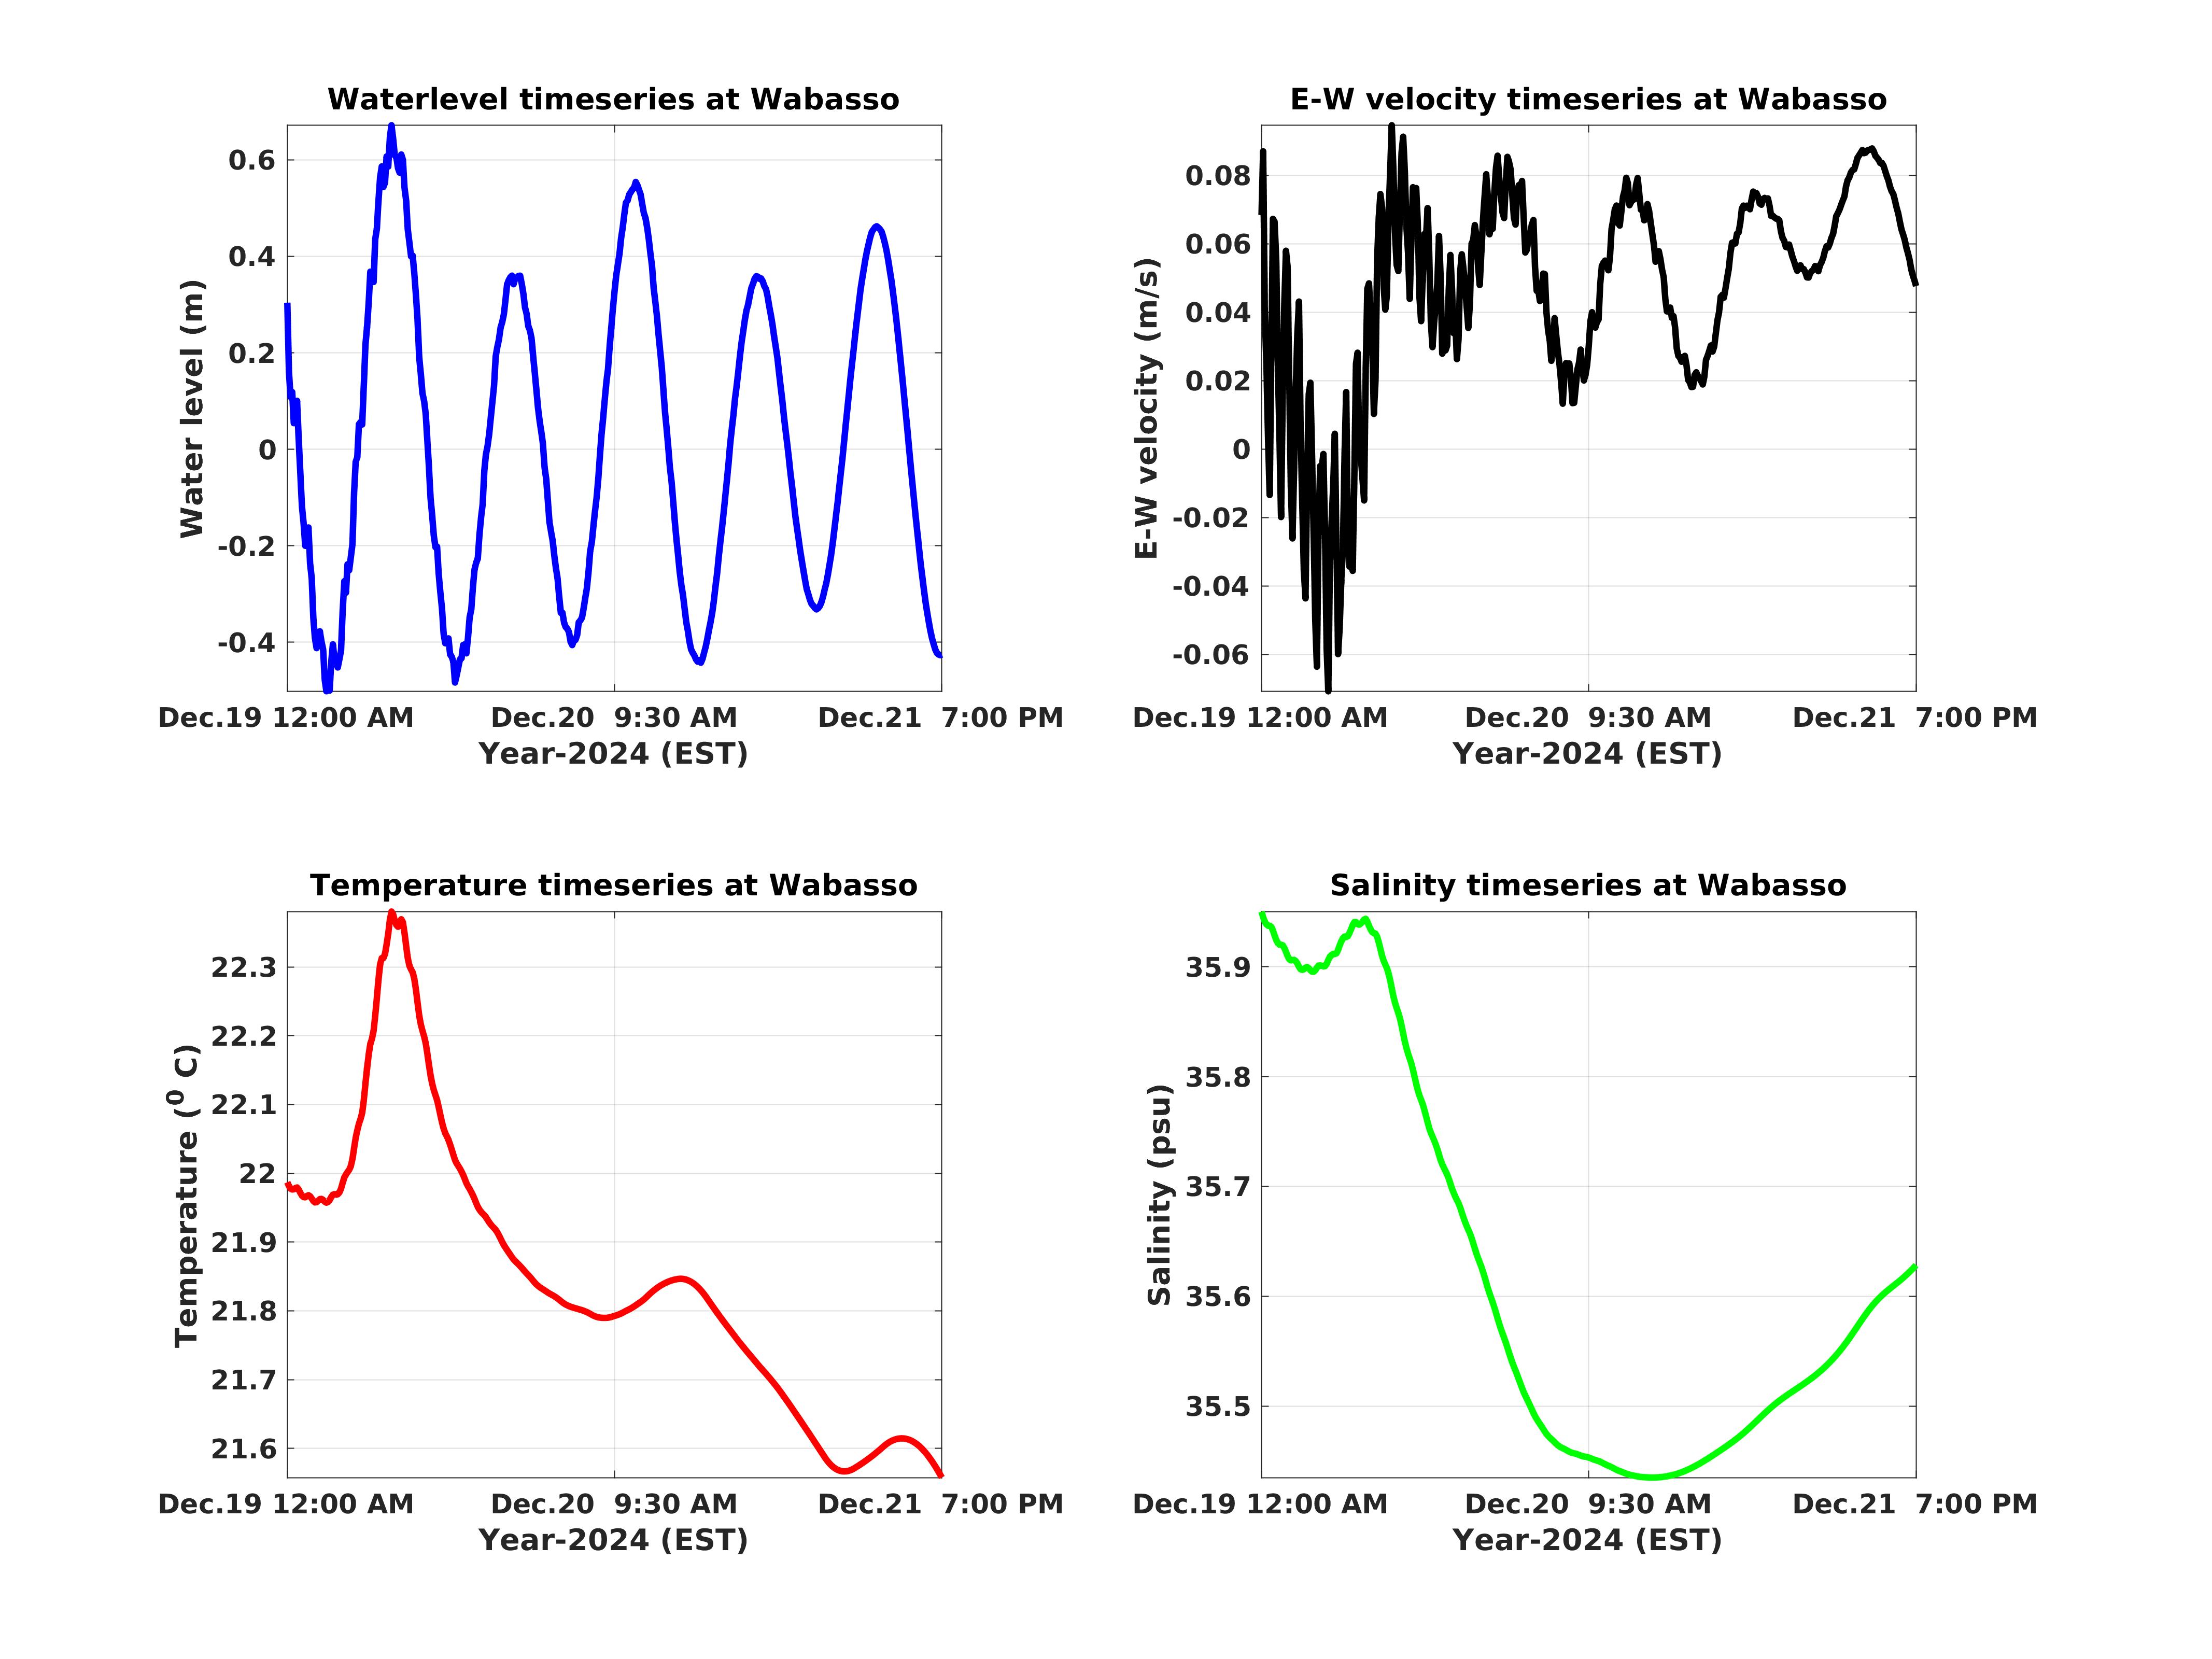 Waterlevel timeseries at Wabasso
0.6
0.4
0.2
0
-0.2
-0.4
Water level (m)
Dec.19 12:00 AM
Dec.20 9:30 AM
Dec.21 7:00 PM
Year-2024 (EST)
E-W velocity timeseries at Wabasso
0.08
0.06
0.04
0.02
0
-0.02
-0.04
-0.06
E-W velocity (m/s)
Dec.19 12:00 AM
Dec.20 9:30 AM
Dec.21 7:00 PM
Year-2024 (EST)
Temperature timeseries at Wabasso
22.3
22.2
22.1
22
21.9
21.8
21.7
21.6
Temperature (⁰ C)
Dec.19 12:00 AM
Dec.20 9:30 AM
Dec.21 7:00 PM
Year-2024 (EST)
Salinity timeseries at Wabasso
35.9
35.8
35.7
35.6
35.5
Salinity (psu)
Dec.19 12:00 AM
Dec.20 9:30 AM
Dec.21 7:00 PM
Year-2024 (EST)